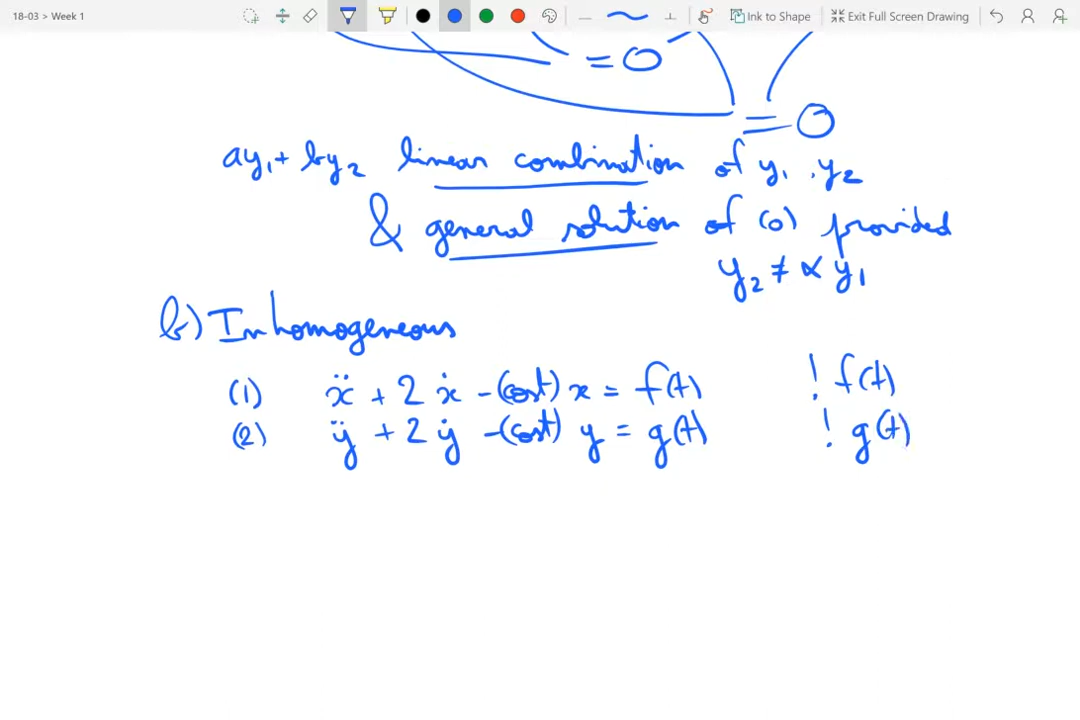 18-03 > Week 1
Ink to Shape
Exit Full Screen Drawing
= 0
= 0
ay₁ + by₂ linear combination of y₁, y₂
& general solution of (0) provided
y₂ ≠ α y₁
b) Inhomogeneous
(1) ẍ + 2 ẋ - (cost) x = f(t) ! f(t)
(2) ÿ + 2 ẏ - (cost) y = g(t) ! g(t)